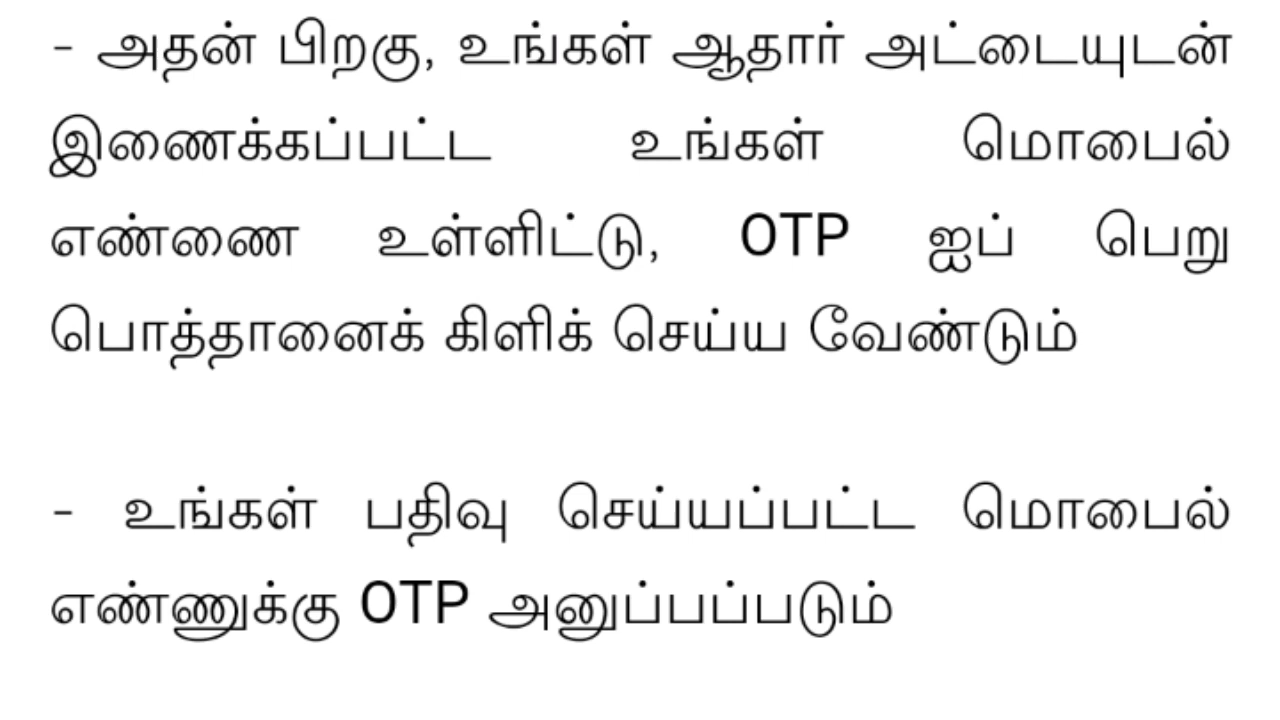 - அதன் பிறகு, உங்கள் ஆதார் அட்டையுடன்
இணைக்கப்பட்ட உங்கள் மொபைல்
எண்ணை உள்ளிட்டு, OTP ஐப் பெறு
பொத்தானைக் கிளிக் செய்ய வேண்டும்
- உங்கள் பதிவு செய்யப்பட்ட மொபைல்
எண்ணுக்கு OTP அனுப்பப்படும்